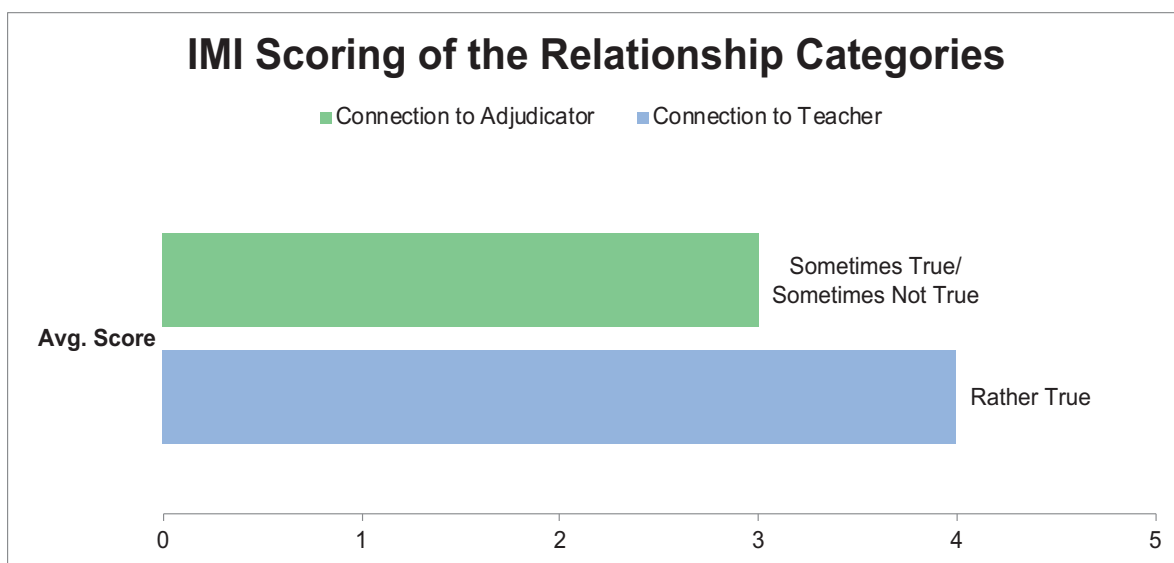 IMI Scoring of the Relationship Categories
Connection to Adjudicator Connection to Teacher
Sometimes True/
Sometimes Not True
Avg. Score
Rather True
0 1 2 3 4 5